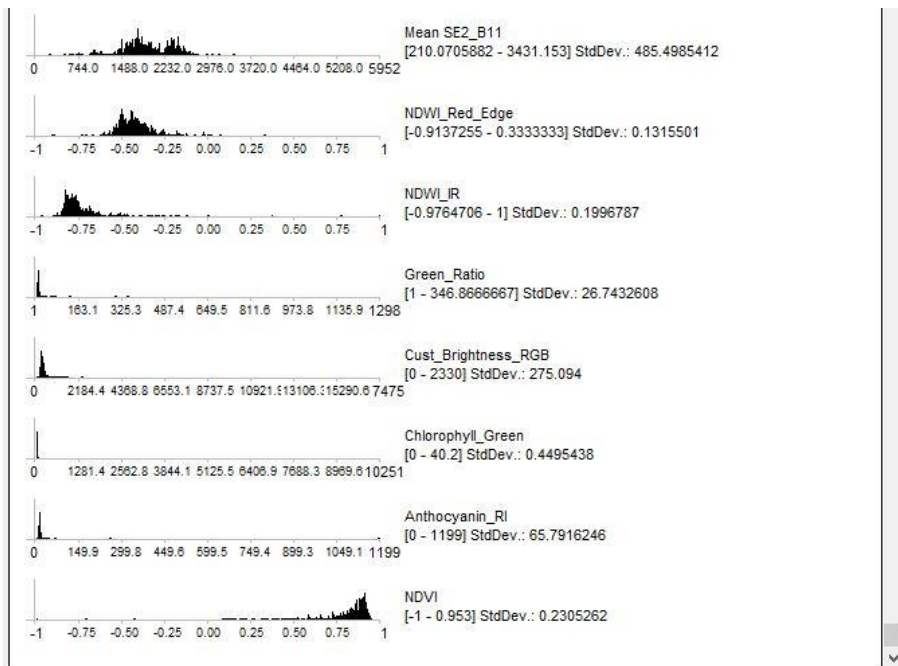 Mean SE2_B11
[210.0705882 - 3431.153] StdDev.: 485.4985412
0 744.0 1488.0 2232.0 2976.0 3720.0 4464.0 5208.0 5952
NDWI_Red_Edge
[-0.9137255 - 0.3333333] StdDev.: 0.1315501
-1 -0.75 -0.50 -0.25 0.00 0.25 0.50 0.75 1
NDWI_IR
[-0.9764706 - 1] StdDev.: 0.1996787
-1 -0.75 -0.50 -0.25 0.00 0.25 0.50 0.75 1
Green_Ratio
[1 - 346.8666667] StdDev.: 26.7432608
1 163.1 325.3 487.4 649.5 811.6 973.8 1135.9 1298
Cust_Brightness_RGB
[0 - 2330] StdDev.: 275.094
0 2184.4 4368.8 6553.1 8737.5 10921.9 13106.3 15290.6 7475
Chlorophyll_Green
[0 - 40.2] StdDev.: 0.4495438
0 1281.4 2562.8 3844.1 5125.5 6406.9 7688.3 8969.6 10251
Anthocyanin_RI
[0 - 1199] StdDev.: 65.7916246
0 149.9 299.8 449.6 599.5 749.4 899.3 1049.1 1199
NDVI
[-1 - 0.953] StdDev.: 0.2305262
-1 -0.75 -0.50 -0.25 0.00 0.25 0.50 0.75 1